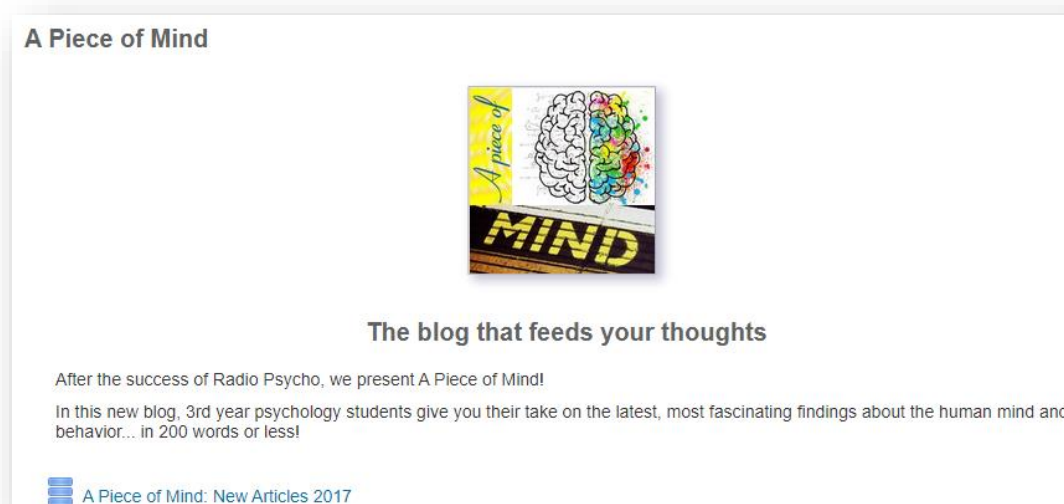 A Piece of Mind
A piece of
MIND
The blog that feeds your thoughts
After the success of Radio Psycho, we present A Piece of Mind!
In this new blog, 3rd year psychology students give you their take on the latest, most fascinating findings about the human mind and
behavior... in 200 words or less!
A Piece of Mind: New Articles 2017